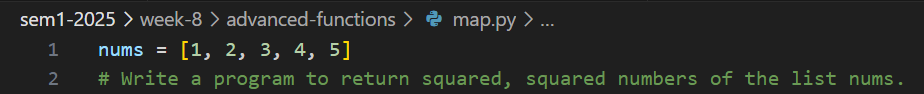 sem1-2025 > week-8 > advanced-functions > map.py > ...
1 nums = [1, 2, 3, 4, 5]
2 # Write a program to return squared, squared numbers of the list nums.